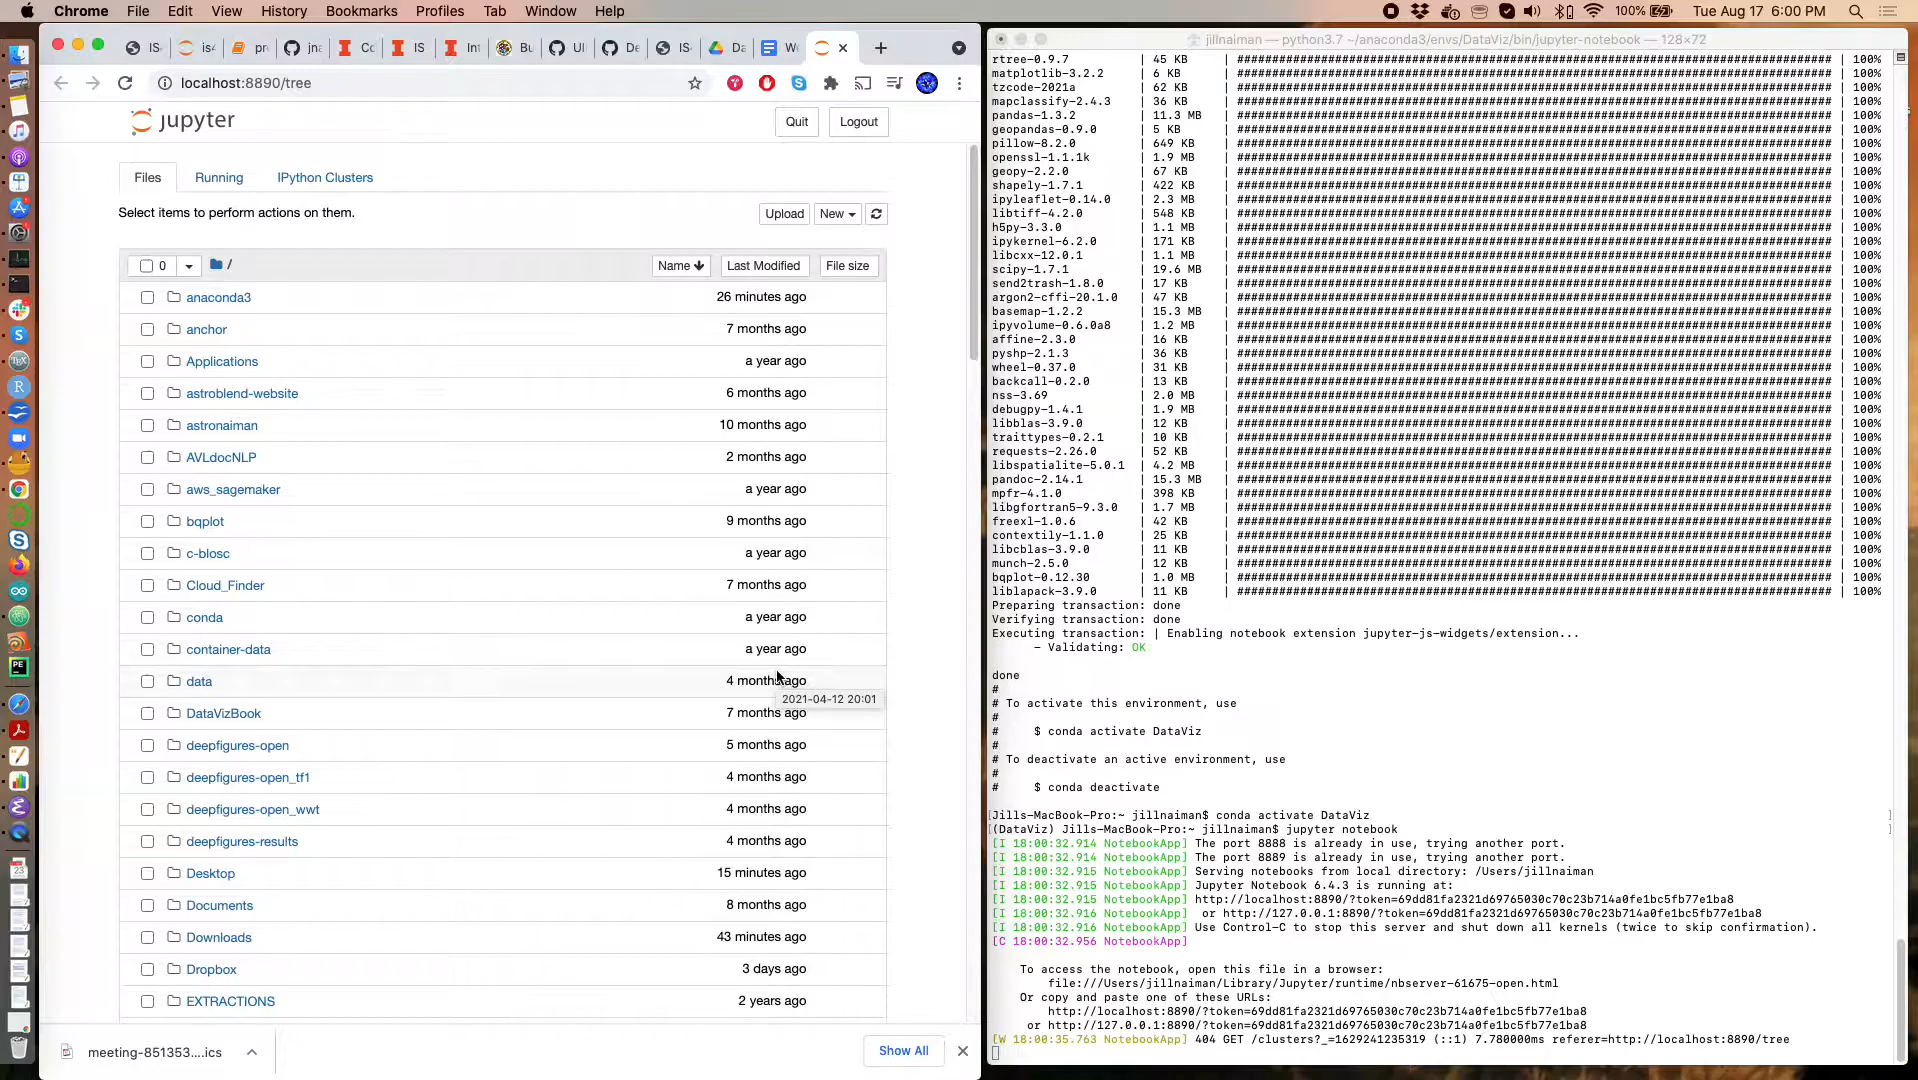 Chrome File Edit View History Bookmarks Profiles Tab Window Help 100% Tue Aug 17 6:00 PM
localhost:8890/tree
jupyter
Quit Logout
Files Running IPython Clusters
Select items to perform actions on them.
Upload New
0 / Name Last Modified File size
anaconda3 26 minutes ago
anchor 7 months ago
Applications a year ago
astroblend-website 6 months ago
astronaiman 10 months ago
AVLdocNLP 2 months ago
aws_sagemaker a year ago
bqplot 9 months ago
c-blosc a year ago
Cloud_Finder 7 months ago
conda a year ago
container-data a year ago
data 4 months ago
2021-04-12 20:01
DataVizBook 7 months ago
deepfigures-open 5 months ago
deepfigures-open_tf1 4 months ago
deepfigures-open_wwt 4 months ago
deepfigures-results 4 months ago
Desktop 15 minutes ago
Documents 8 months ago
Downloads 43 minutes ago
Dropbox 3 days ago
EXTRACTIONS 2 years ago
meeting-851353....ics Show All
jillnaiman — python3.7 ~/anaconda3/envs/DataViz/bin/jupyter-notebook — 128×72
rtree-0.9.7 | 45 KB | 100%
matplotlib-3.2.2 | 6 KB | 100%
tzcode-2021a | 62 KB | 100%
mapclassify-2.4.3 | 36 KB | 100%
pandas-1.3.2 | 11.3 MB | 100%
geopandas-0.9.0 | 5 KB | 100%
pillow-8.2.0 | 649 KB | 100%
openssl-1.1.1k | 1.9 MB | 100%
geopy-2.2.0 | 67 KB | 100%
shapely-1.7.1 | 422 KB | 100%
ipyleaflet-0.14.0 | 2.3 MB | 100%
libtiff-4.2.0 | 548 KB | 100%
h5py-3.3.0 | 1.1 MB | 100%
ipykernel-6.2.0 | 171 KB | 100%
libcxx-12.0.1 | 1.1 MB | 100%
scipy-1.7.1 | 19.6 MB | 100%
send2trash-1.8.0 | 17 KB | 100%
argon2-cffi-20.1.0 | 47 KB | 100%
basemap-1.2.2 | 15.3 MB | 100%
ipyvolume-0.6.0a8 | 1.2 MB | 100%
affine-2.3.0 | 16 KB | 100%
pyshp-2.1.3 | 36 KB | 100%
wheel-0.37.0 | 31 KB | 100%
backcall-0.2.0 | 13 KB | 100%
nss-3.69 | 2.0 MB | 100%
debugpy-1.4.1 | 1.9 MB | 100%
libblas-3.9.0 | 12 KB | 100%
traittypes-0.2.1 | 10 KB | 100%
requests-2.26.0 | 52 KB | 100%
libspatialite-5.0.1 | 4.2 MB | 100%
pandoc-2.14.1 | 15.3 MB | 100%
mpfr-4.1.0 | 398 KB | 100%
libgfortran5-9.3.0 | 1.7 MB | 100%
freexl-1.0.6 | 42 KB | 100%
contextily-1.1.0 | 25 KB | 100%
libcblas-3.9.0 | 11 KB | 100%
munch-2.5.0 | 12 KB | 100%
bqplot-0.12.30 | 1.0 MB | 100%
liblapack-3.9.0 | 11 KB | 100%
Preparing transaction: done
Verifying transaction: done
Executing transaction: | Enabling notebook extension jupyter-js-widgets/extension...
- Validating: OK
done
#
# To activate this environment, use
#
# $ conda activate DataViz
#
# To deactivate an active environment, use
#
# $ conda deactivate
Jills-MacBook-Pro:~ jillnaiman$ conda activate DataViz
(DataViz) Jills-MacBook-Pro:~ jillnaiman$ jupyter notebook
[I 18:00:32.914 NotebookApp] The port 8888 is already in use, trying another port.
[I 18:00:32.914 NotebookApp] The port 8889 is already in use, trying another port.
[I 18:00:32.915 NotebookApp] Serving notebooks from local directory: /Users/jillnaiman
[I 18:00:32.915 NotebookApp] Jupyter Notebook 6.4.3 is running at:
[I 18:00:32.915 NotebookApp] http://localhost:8890/?token=69dd81fa2321d69765030c70c23b714a0fe1bc5fb77e1ba8
[I 18:00:32.916 NotebookApp] or http://127.0.0.1:8890/?token=69dd81fa2321d69765030c70c23b714a0fe1bc5fb77e1ba8
[I 18:00:32.916 NotebookApp] Use Control-C to stop this server and shut down all kernels (twice to skip confirmation).
[C 18:00:32.956 NotebookApp]
To access the notebook, open this file in a browser:
file:///Users/jillnaiman/Library/Jupyter/runtime/nbserver-61675-open.html
Or copy and paste one of these URLs:
http://localhost:8890/?token=69dd81fa2321d69765030c70c23b714a0fe1bc5fb77e1ba8
or http://127.0.0.1:8890/?token=69dd81fa2321d69765030c70c23b714a0fe1bc5fb77e1ba8
[W 18:00:35.763 NotebookApp] 404 GET /clusters?_=1629241235319 (::1) 7.780000ms referer=http://localhost:8890/tree